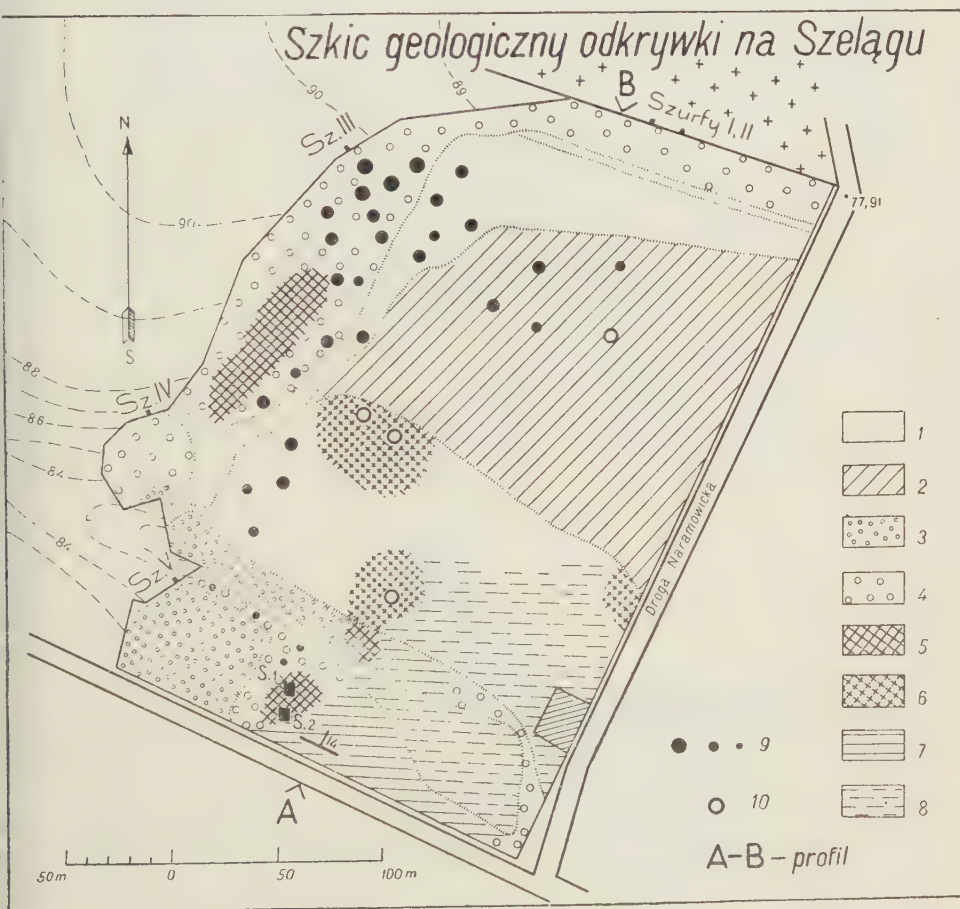 Szkic geologiczny odkrywki na Szelągu
B
Szurfy I, II
89
90
Sz. III
N
77,91
90
S
88
Sz. IV
86
84
84
Sz. V
Droga Naramowicka
1
2
3
4
5
6
7
8
9
10
S.1
S.2
14
A
A-B – profil
50 m 0 50 100 m